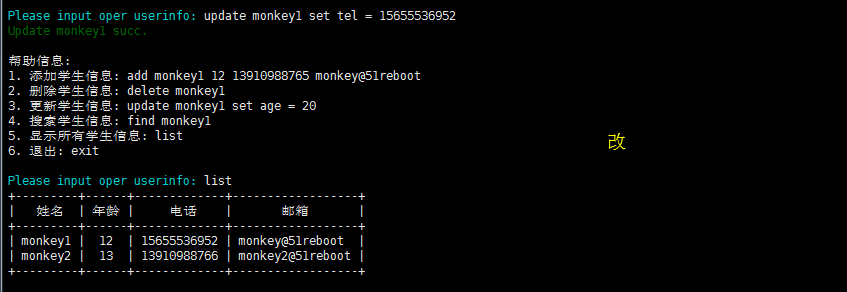 Please input oper userinfo: update monkey1 set tel = 15655536952
Update monkey1 succ.
帮助信息:
1. 添加学生信息: add monkey1 12 13910988765 monkey@51reboot
2. 删除学生信息: delete monkey1
3. 更新学生信息: update monkey1 set age = 20
4. 搜索学生信息: find monkey1
5. 显示所有学生信息: list
6. 退出: exit
改
Please input oper userinfo: list
+---------+------+-------------+------------------+
| 姓名 | 年龄 | 电话 | 邮箱 |
+---------+------+-------------+------------------+
| monkey1 | 12 | 15655536952 | monkey@51reboot |
| monkey2 | 13 | 13910988766 | monkey2@51reboot |
+---------+------+-------------+------------------+